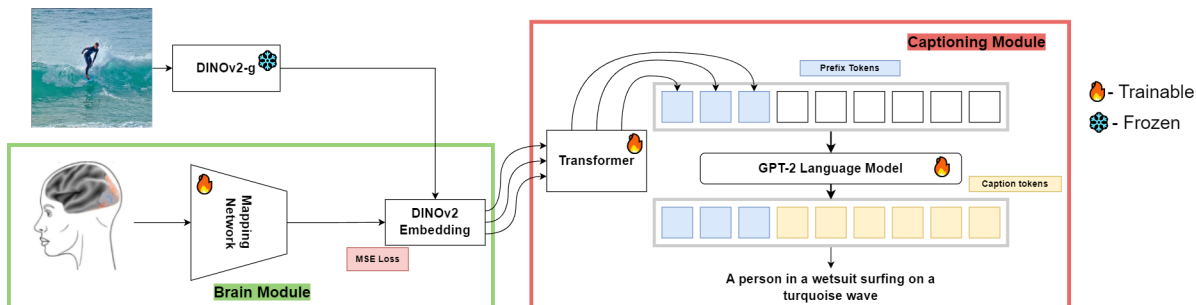 Captioning Module
DINOv2-g
Prefix Tokens
- Trainable
- Frozen
Transformer
GPT-2 Language Model
Caption tokens
Mapping
Network
DINOv2
Embedding
MSE Loss
Brain Module
A person in a wetsuit surfing on a
turquoise wave